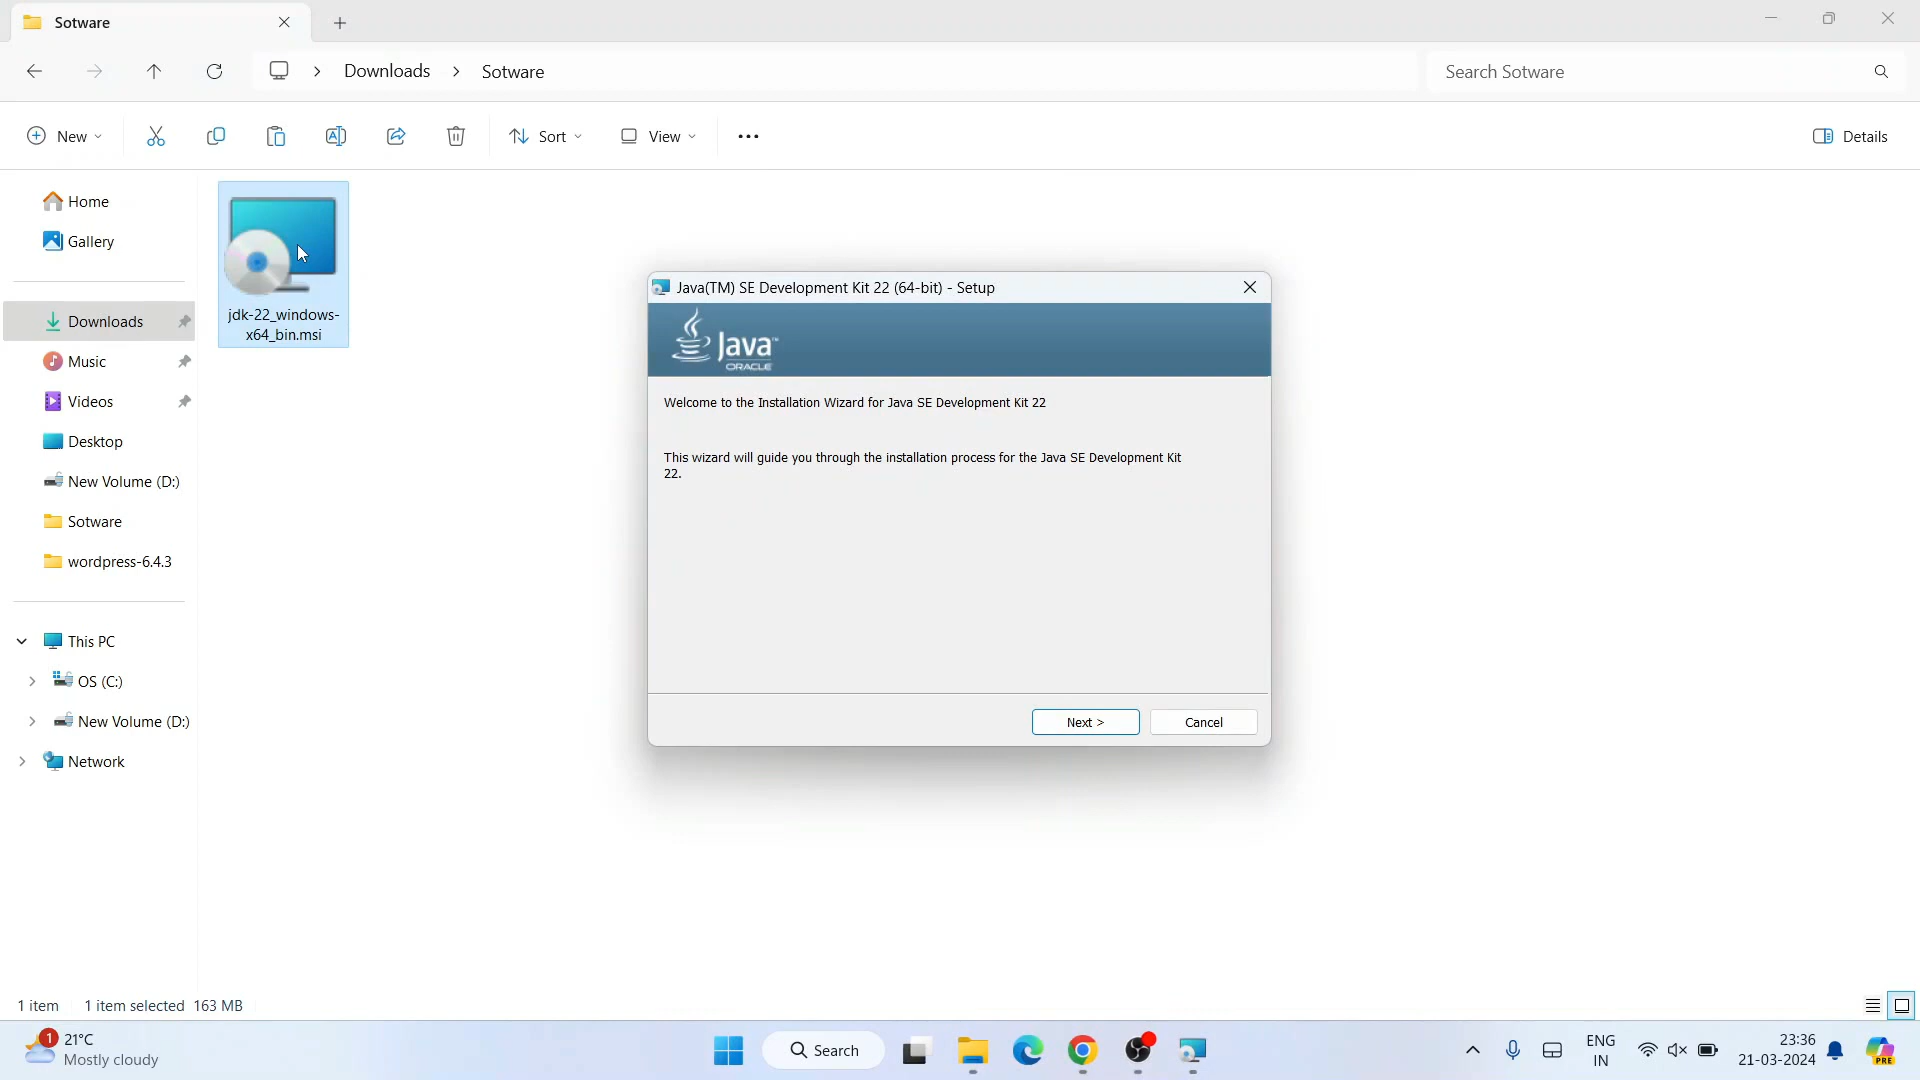 Sotware
Downloads > Sotware
Search Sotware
New
Sort
View
Details
Home
Gallery
Downloads
Music
Videos
Desktop
New Volume (D:)
Sotware
wordpress-6.4.3
This PC
OS (C:)
New Volume (D:)
Network
jdk-22_windows-
x64_bin.msi
Java(TM) SE Development Kit 22 (64-bit) - Setup
Java™
ORACLE
Welcome to the Installation Wizard for Java SE Development Kit 22
This wizard will guide you through the installation process for the Java SE Development Kit
22.
Next >
Cancel
1 item 1 item selected 163 MB
1
21°C
Mostly cloudy
Search
ENG
IN
23:36
21-03-2024
PRE